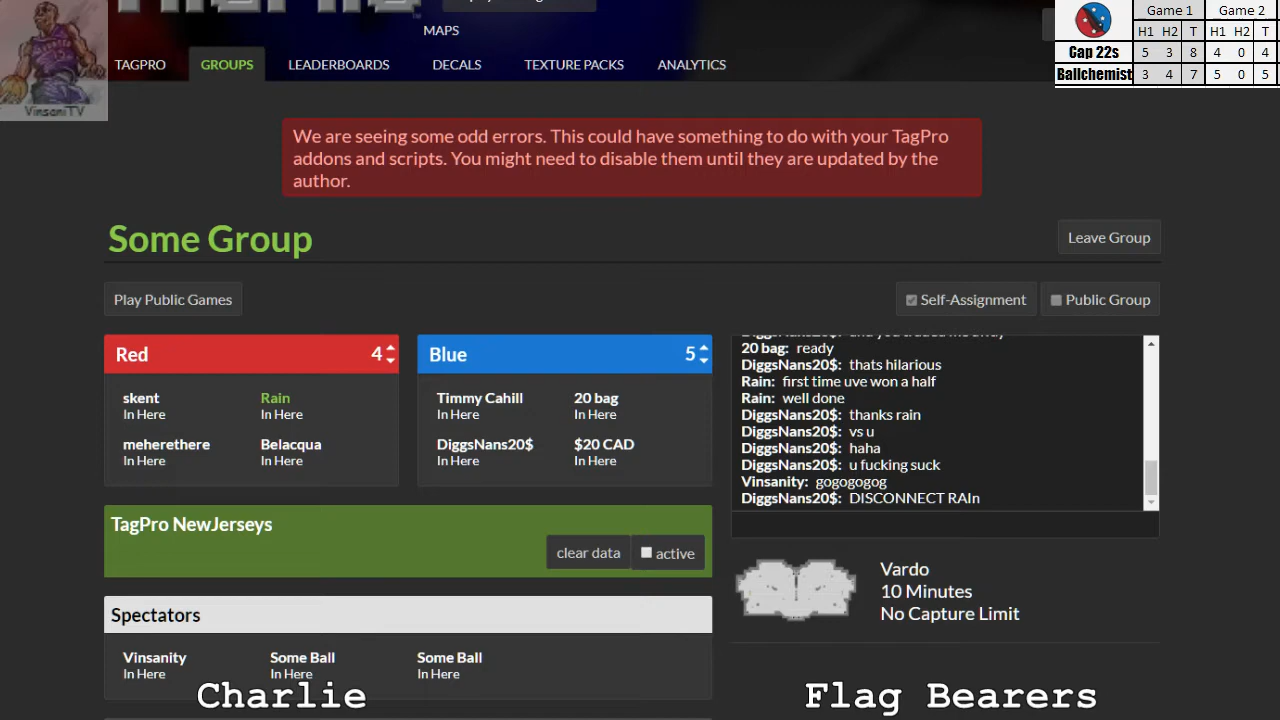 MAPS
TAGPRO GROUPS LEADERBOARDS DECALS TEXTURE PACKS ANALYTICS
VinsaniTV
Game 1 Game 2
H1 H2 T H1 H2 T
Cap 22s 5 3 8 4 0 4
Ballchemist 3 4 7 5 0 5
We are seeing some odd errors. This could have something to do with your TagPro
addons and scripts. You might need to disable them until they are updated by the
author.
Some Group
Leave Group
Play Public Games
Self-Assignment
Public Group
Red 4
skent Rain
In Here In Here
meherethere Belacqua
In Here In Here
Blue 5
Timmy Cahill 20 bag
In Here In Here
DiggsNans20$ $20 CAD
In Here In Here
20 bag: ready
DiggsNans20$: thats hilarious
Rain: first time uve won a half
Rain: well done
DiggsNans20$: thanks rain
DiggsNans20$: vs u
DiggsNans20$: haha
DiggsNans20$: u fucking suck
Vinsanity: gogogogog
DiggsNans20$: DISCONNECT RAIn
TagPro NewJerseys
clear data active
Vardo
10 Minutes
No Capture Limit
Spectators
Vinsanity Some Ball Some Ball
In Here In Here In Here
Charlie Flag Bearers